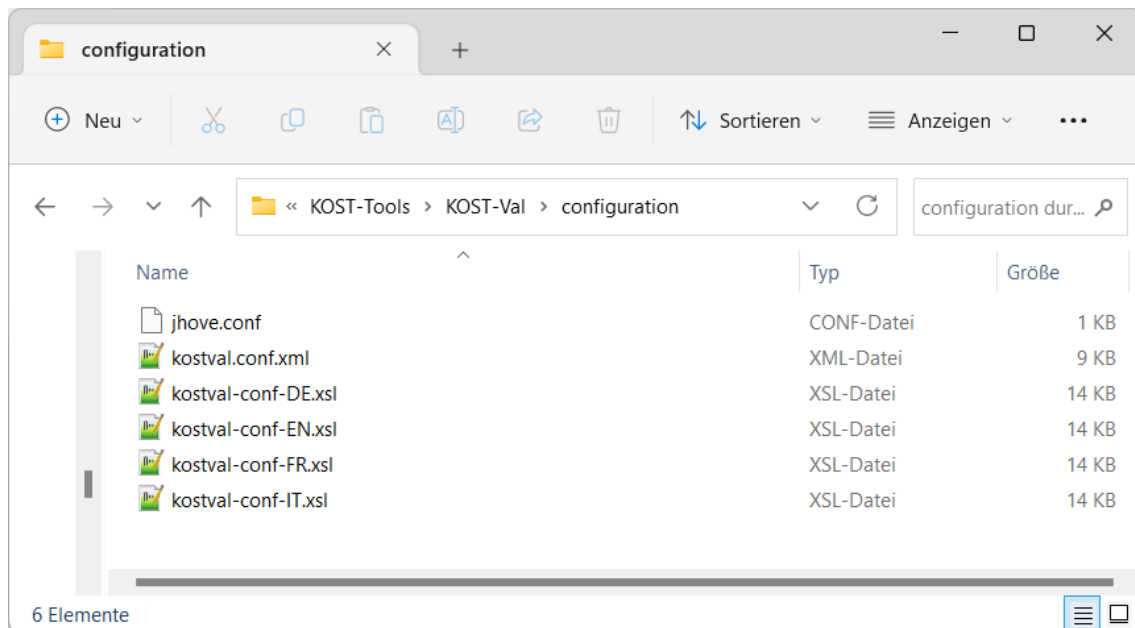 configuration
Neu Sortieren Anzeigen •••
« KOST-Tools > KOST-Val > configuration configuration dur...
Name Typ Größe
jhove.conf CONF-Datei 1 KB
kostval.conf.xml XML-Datei 9 KB
kostval-conf-DE.xsl XSL-Datei 14 KB
kostval-conf-EN.xsl XSL-Datei 14 KB
kostval-conf-FR.xsl XSL-Datei 14 KB
kostval-conf-IT.xsl XSL-Datei 14 KB
6 Elemente